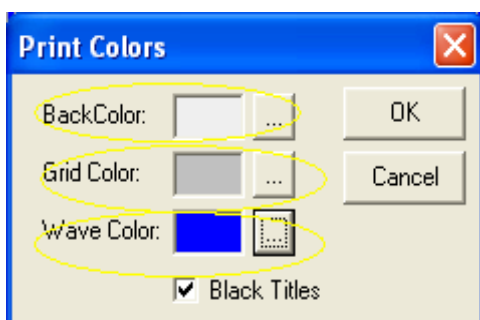 Print Colors
BackColor: ... OK
Grid Color: ... Cancel
Wave Color: ...
Black Titles